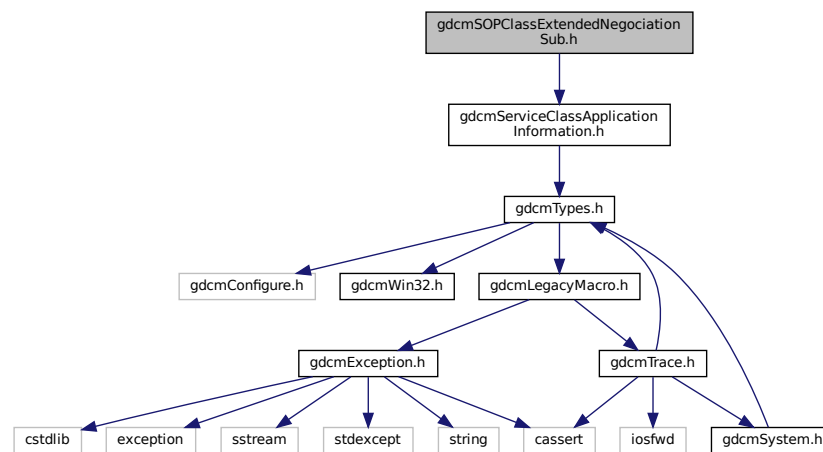 gdcmSOPClassExtendedNegociation
Sub.h
gdcmServiceClassApplication
Information.h
gdcmTypes.h
gdcmConfigure.h
gdcmWin32.h
gdcmLegacyMacro.h
gdcmException.h
gdcmTrace.h
cstdlib
exception
sstream
stdexcept
string
cassert
iosfwd
gdcmSystem.h